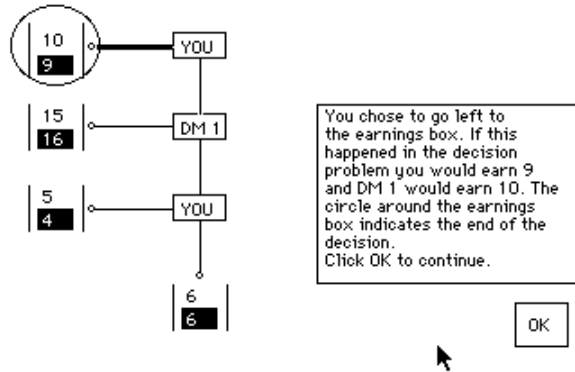 10
9
YOU
15
16
DM 1
5
4
YOU
6
6
You chose to go left to
the earnings box. If this
happened in the decision
problem you would earn 9
and DM 1 would earn 10. The
circle around the earnings
box indicates the end of the
decision.
Click OK to continue.
OK